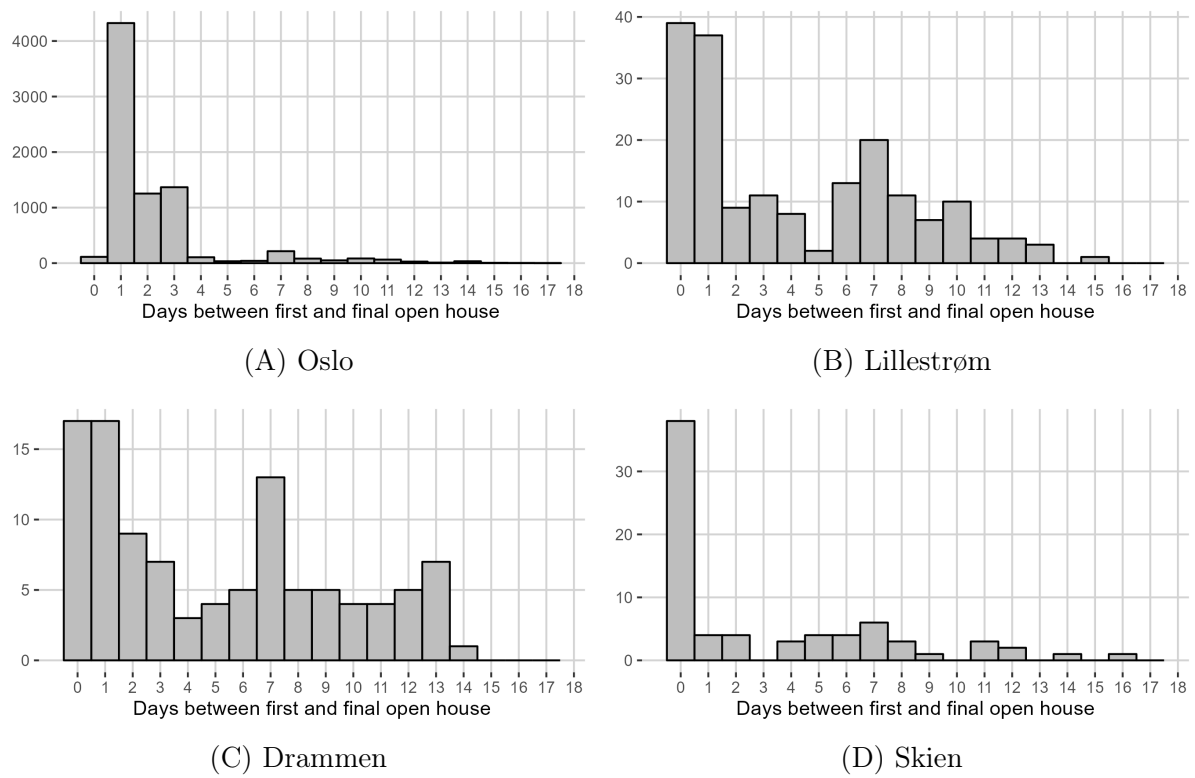 4000
3000
2000
1000
0
0 1 2 3 4 5 6 7 8 9 10 11 12 13 14 15 16 17 18
Days between first and final open house
(A) Oslo
40
30
20
10
0
0 1 2 3 4 5 6 7 8 9 10 11 12 13 14 15 16 17 18
Days between first and final open house
(B) Lillestrøm
15
10
5
0
0 1 2 3 4 5 6 7 8 9 10 11 12 13 14 15 16 17 18
Days between first and final open house
(C) Drammen
30
20
10
0
0 1 2 3 4 5 6 7 8 9 10 11 12 13 14 15 16 17 18
Days between first and final open house
(D) Skien